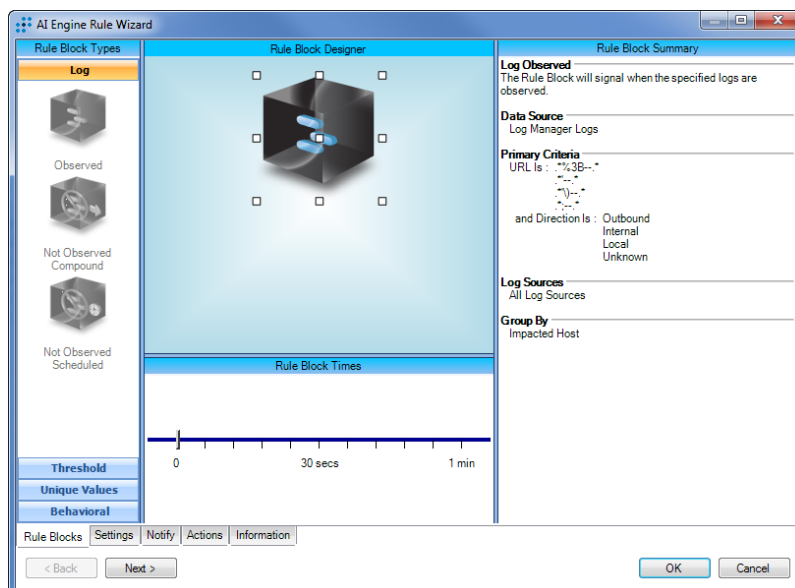 AI Engine Rule Wizard
Rule Block Types
Log
Observed
Not Observed
Compound
Not Observed
Scheduled
Threshold
Unique Values
Behavioral
Rule Block Designer
Rule Block Times
0 30 secs 1 min
Rule Block Summary
Log Observed
The Rule Block will signal when the specified logs are
observed.
Data Source
Log Manager Logs
Primary Criteria
URL Is : .*%3B--.*
.*'--.*
.*\)--.*
.*;--.*
and Direction Is : Outbound
Internal
Local
Unknown
Log Sources
All Log Sources
Group By
Impacted Host
Rule Blocks Settings Notify Actions Information
< Back Next > OK Cancel